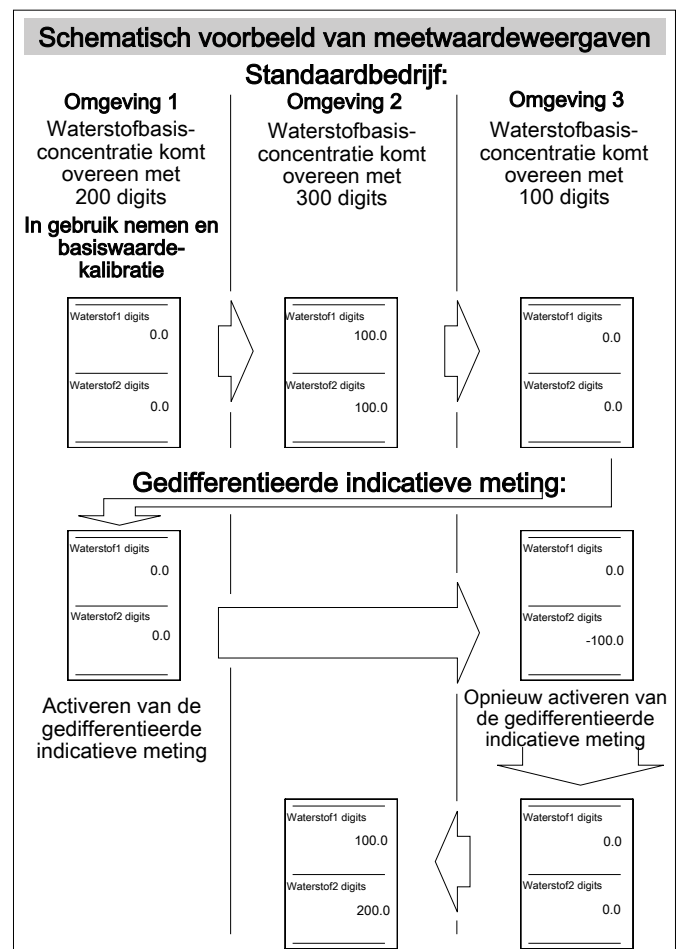 Schematisch voorbeeld van meetwaardeweergaven
Standaardbedrijf:
Omgeving 1
Waterstofbasis-
concentratie komt
overeen met
200 digits
In gebruik nemen en
basiswaarde-
kalibratie
Omgeving 2
Waterstofbasis-
concentratie komt
overeen met
300 digits
Omgeving 3
Waterstofbasis-
concentratie komt
overeen met
100 digits
Waterstof1 digits
0.0
Waterstof2 digits
0.0
Waterstof1 digits
100.0
Waterstof2 digits
100.0
Waterstof1 digits
0.0
Waterstof2 digits
0.0
Gedifferentieerde indicatieve meting:
Waterstof1 digits
0.0
Waterstof2 digits
0.0
Activeren van de
gedifferentieerde
indicatieve meting
Waterstof1 digits
0.0
Waterstof2 digits
-100.0
Opnieuw activeren van
de gedifferentieerde
indicatieve meting
Waterstof1 digits
100.0
Waterstof2 digits
200.0
Waterstof1 digits
0.0
Waterstof2 digits
0.0